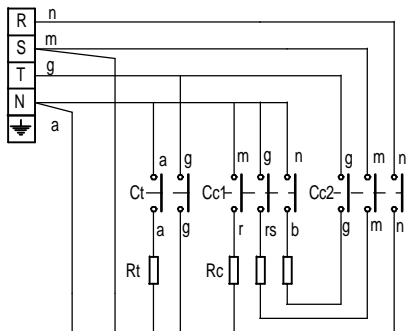 R n
S m
T g
N
a
a g m g n g m n
Ct Cc1 Cc2
a g r rs b g m n
Rt Rc